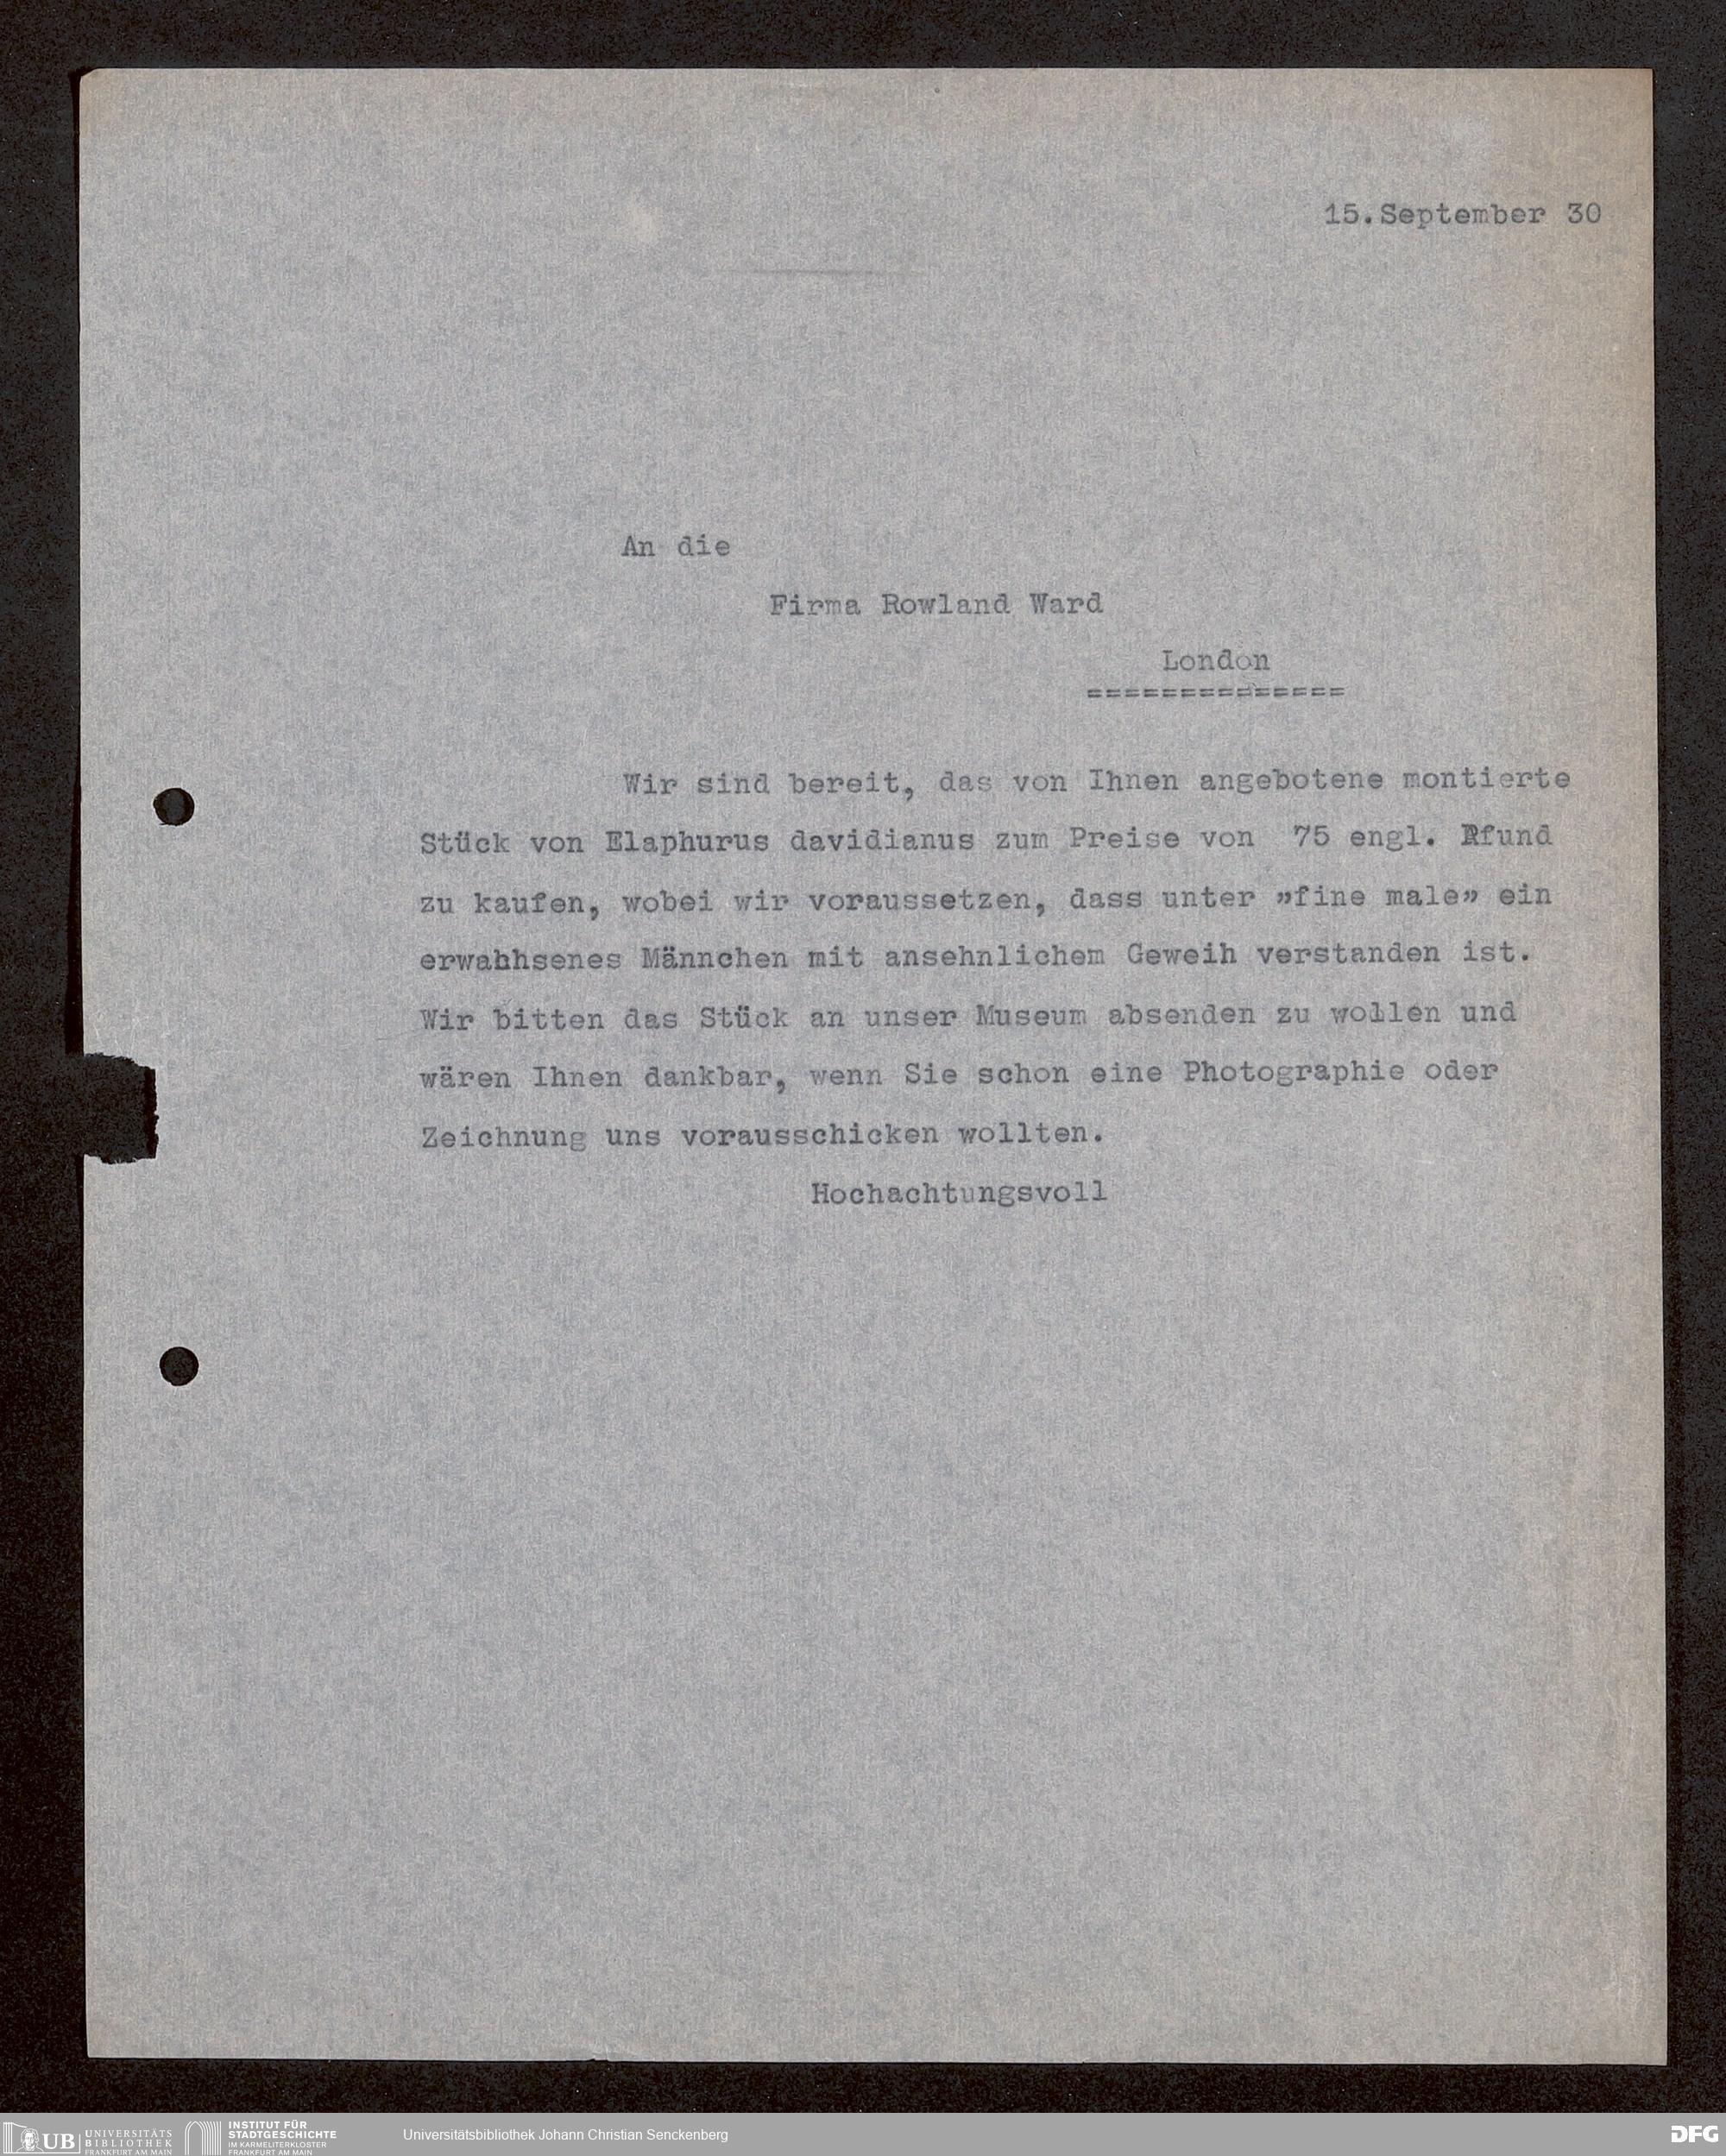 15.September 30
An die
Firma Rowland Ward
London
==============
Wir sind bereit, das von Ihnen angebotene montierte
Stück von Elaphurus davidianus zum Preise von 75 engl. Pfund
zu kaufen, wobei wir voraussetzen, dass unter »fine male» ein
erwahhsenes Männchen mit ansehnlichem Geweih verstanden ist.
Wir bitten das Stück an unser Museum absenden zu wollen und
wären Ihnen dankbar, wenn Sie schon eine Photographie oder
Zeichnung uns vorausschicken wollten.
Hochachtungsvoll
UB UNIVERSITÄTS
BIBLIOTHEK
FRANKFURT AM MAIN
INSTITUT FÜR
STADTGESCHICHTE
IM KARMELITERKLOSTER
FRANKFURT AM MAIN
Universitätsbibliothek Johann Christian Senckenberg
DFG